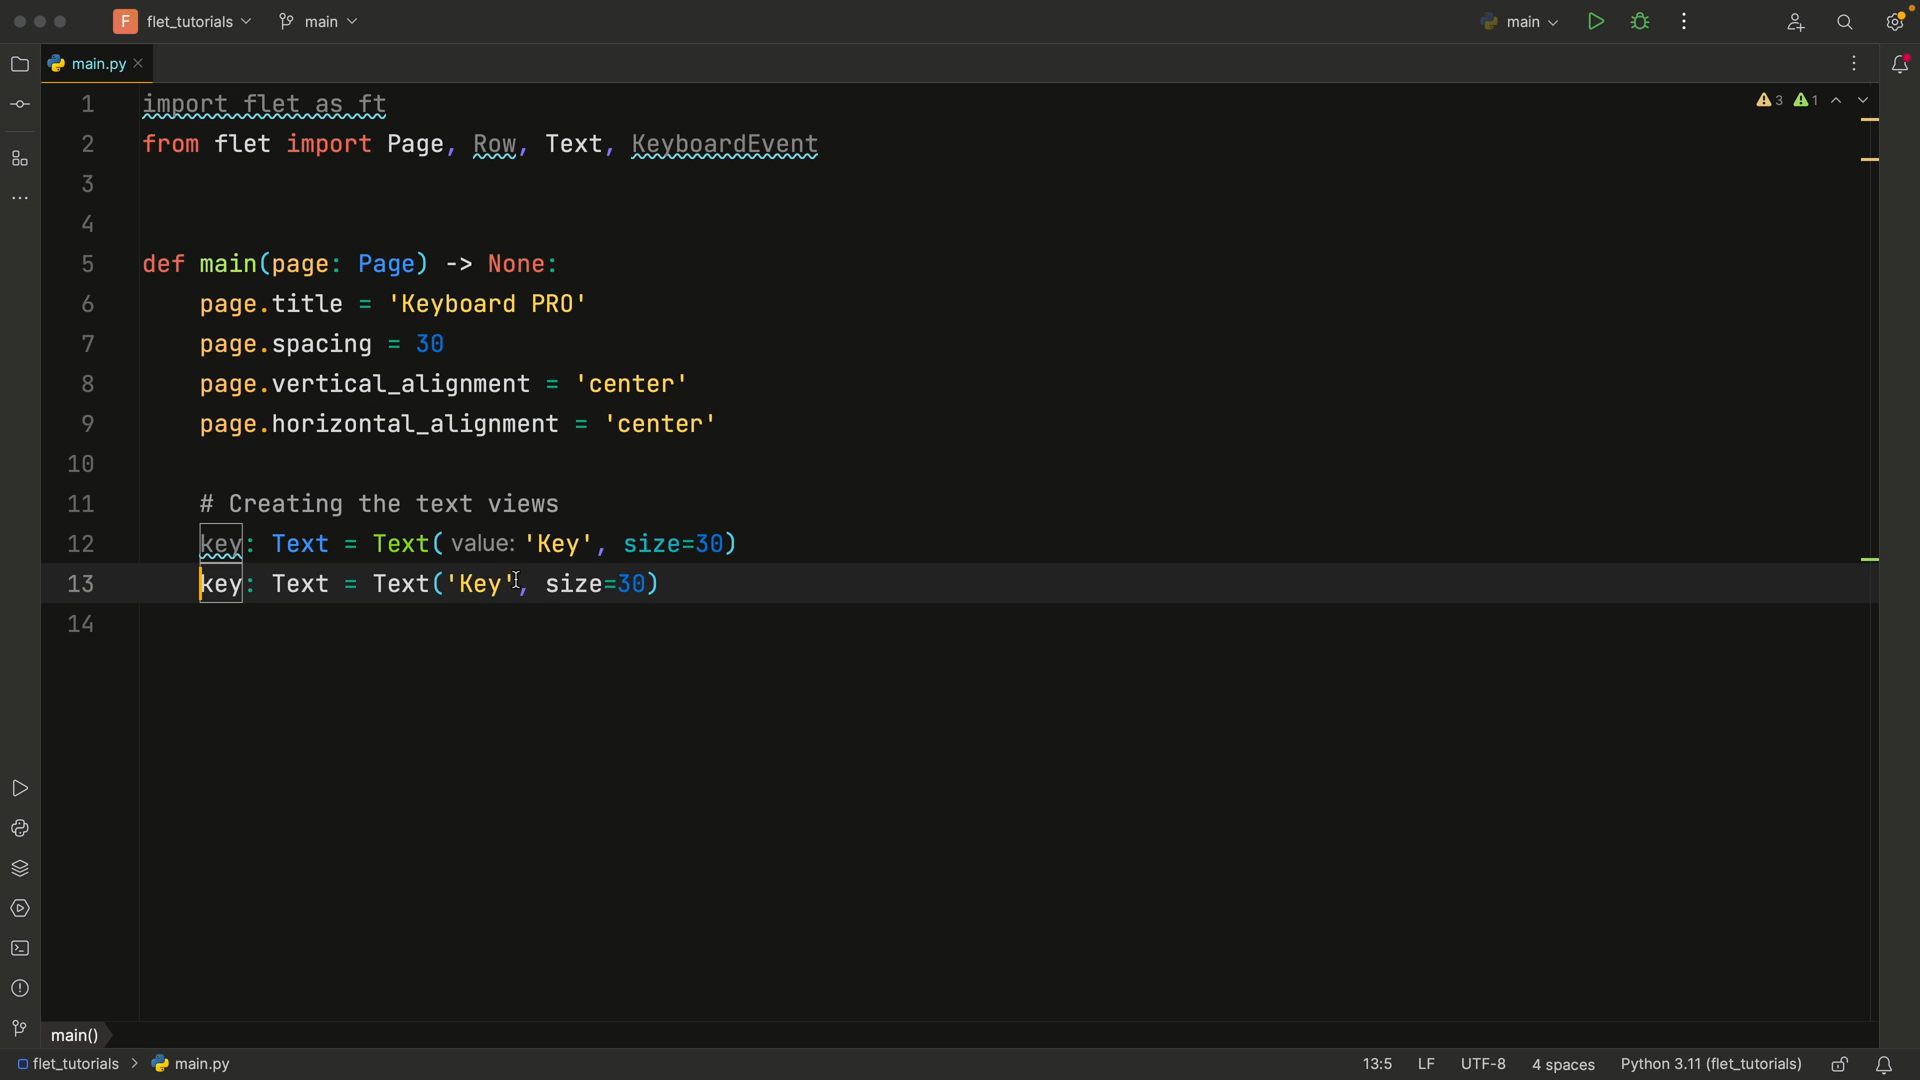 F flet_tutorials main main
main.py
3 1
1 import flet as ft
2 from flet import Page, Row, Text, KeyboardEvent
3
4
5 def main(page: Page) -> None:
6 page.title = 'Keyboard PRO'
7 page.spacing = 30
8 page.vertical_alignment = 'center'
9 page.horizontal_alignment = 'center'
10
11 # Creating the text views
12 key: Text = Text( value: 'Key', size=30)
13 key: Text = Text('Key', size=30)
14
main()
flet_tutorials > main.py 13:5 LF UTF-8 4 spaces Python 3.11 (flet_tutorials)